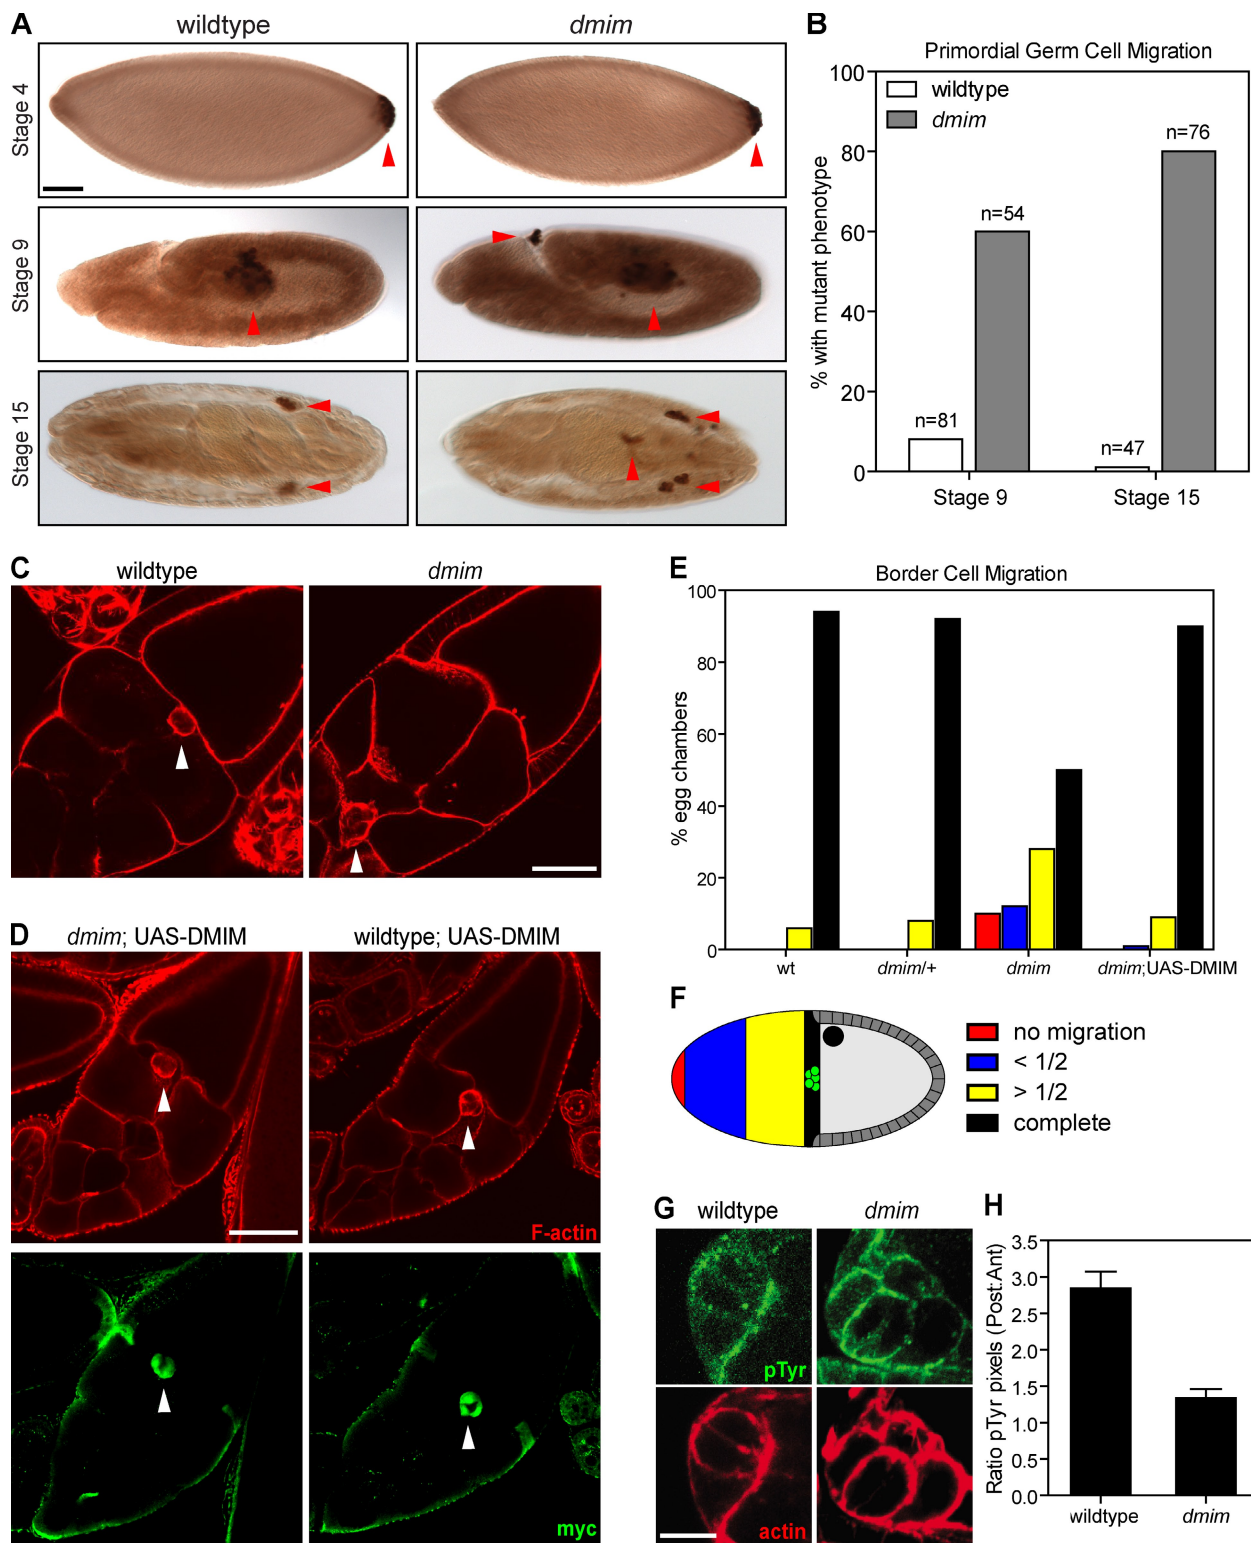 A
wildtype
dmim
Stage 4
Stage 9
Stage 15
B
Primordial Germ Cell Migration
% with mutant phenotype
100
80
60
40
20
0
wildtype
dmim
n=81
n=54
n=47
n=76
Stage 9
Stage 15
C
wildtype
dmim
D
dmim; UAS-DMIM
wildtype; UAS-DMIM
F-actin
myc
E
Border Cell Migration
% egg chambers
100
80
60
40
20
0
wt
dmim/+
dmim
dmim;UAS-DMIM
F
no migration
< 1/2
> 1/2
complete
G
wildtype
dmim
pTyr
actin
H
Ratio pTyr pixels (Post:Ant)
3.5
3.0
2.5
2.0
1.5
1.0
0.5
0.0
wildtype
dmim